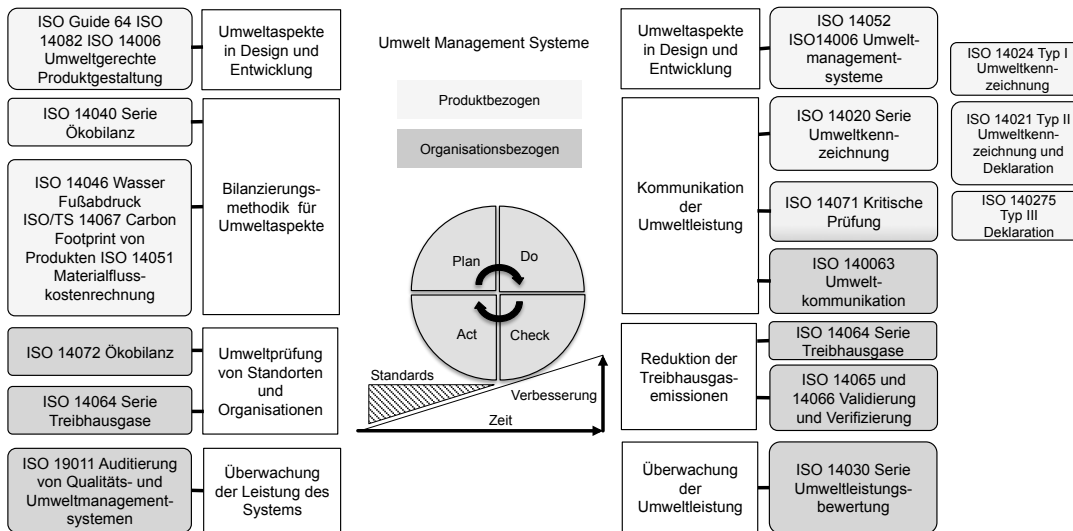 ISO Guide 64 ISO
14082 ISO 14006
Umweltgerechte
Produktgestaltung
Umweltaspekte
in Design und
Entwicklung
ISO 14040 Serie
Ökobilanz
ISO 14046 Wasser
Fußabdruck
ISO/TS 14067 Carbon
Footprint von
Produkten ISO 14051
Materialfluss-
kostenrechnung
Bilanzierungs-
methodik für
Umweltaspekte
ISO 14072 Ökobilanz
ISO 14064 Serie
Treibhausgase
Umweltprüfung
von Standorten
und
Organisationen
ISO 19011 Auditierung
von Qualitäts- und
Umweltmanagement-
systemen
Überwachung
der Leistung des
Systems
Umwelt Management Systeme
Produktbezogen
Organisationsbezogen
Plan
Do
Act
Check
Standards
Verbesserung
Zeit
Umweltaspekte
in Design und
Entwicklung
ISO 14052
ISO14006 Umwelt-
management-
systeme
Kommunikation
der
Umweltleistung
ISO 14020 Serie
Umweltkenn-
zeichnung
ISO 14071 Kritische
Prüfung
ISO 140063
Umwelt-
kommunikation
ISO 14024 Typ I
Umweltkenn-
zeichnung
ISO 14021 Typ II
Umweltkenn-
zeichnung und
Deklaration
ISO 140275
Typ III
Deklaration
Reduktion der
Treibhausgas-
emissionen
ISO 14064 Serie
Treibhausgase
ISO 14065 und
14066 Validierung
und Verifizierung
Überwachung
der
Umweltleistung
ISO 14030 Serie
Umweltleistungs-
bewertung